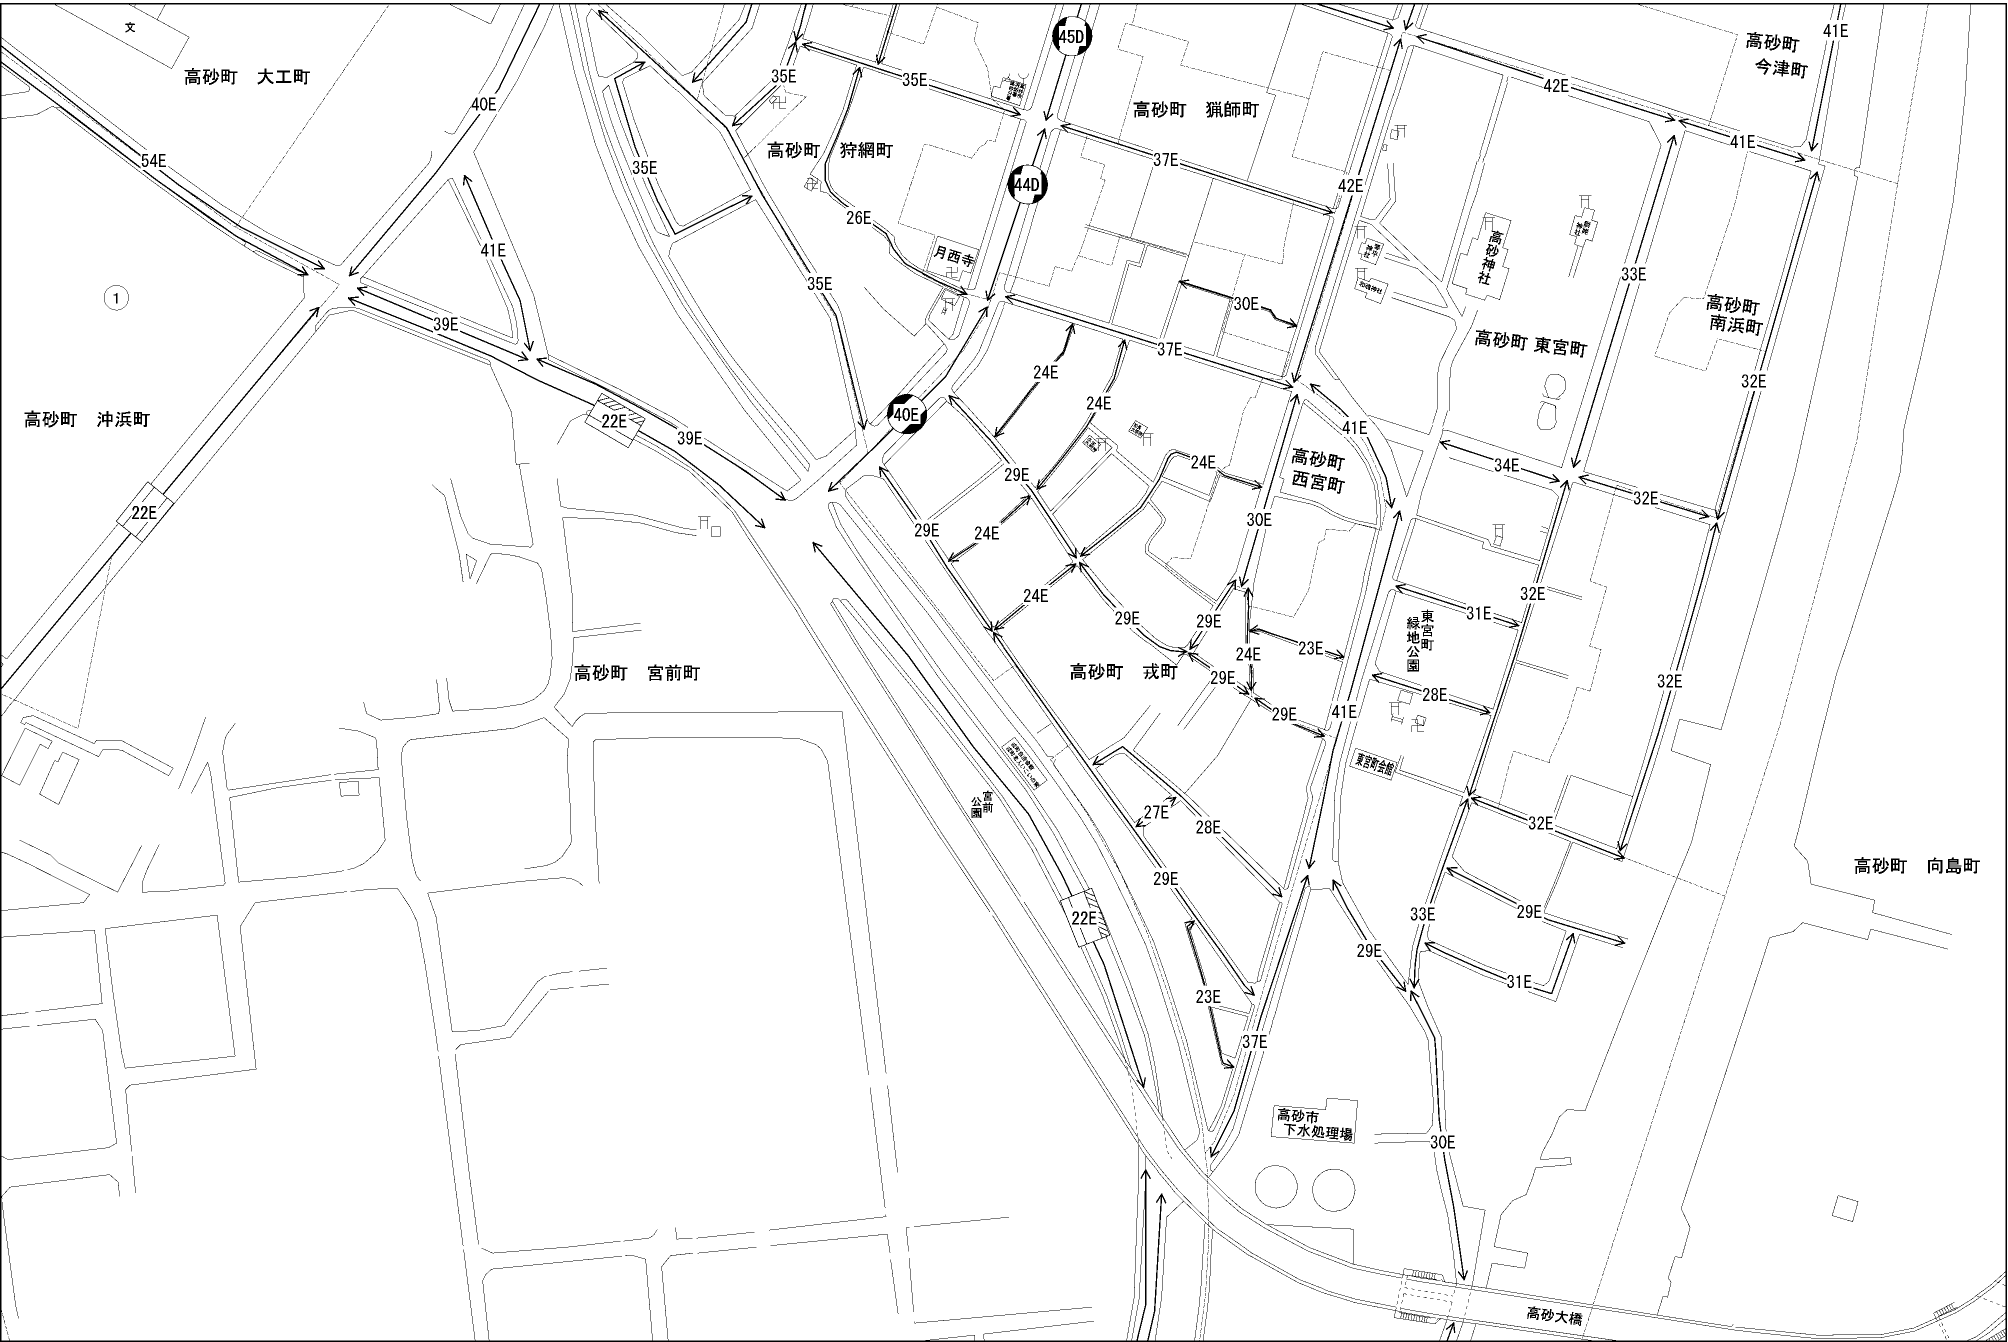 文
高砂町 大工町
40E
54E
41E
39E
22E
39E
22E
1
高砂町 沖浜町
高砂町 宮前町
35E
35E
35E
35E
高砂町 狩網町
26E
月西寺
45D
44D
40E
高砂町 猟師町
37E
42E
42E
41E
41E
高砂町
今津町
30E
37E
24E
24E
24E
29E
29E
24E
24E
30E
41E
高砂町
西宮町
高砂神社
和魂神社
高砂町 東宮町
33E
高砂町
南浜町
32E
34E
32E
32E
31E
32E
28E
東宮町
緑地公園
東宮町会館
29E
29E
23E
24E
29E
29E
41E
高砂町 戎町
宮前
公園
22E
27E
28E
29E
23E
37E
29E
33E
32E
29E
31E
30E
高砂市
下水処理場
高砂町 向島町
高砂大橋